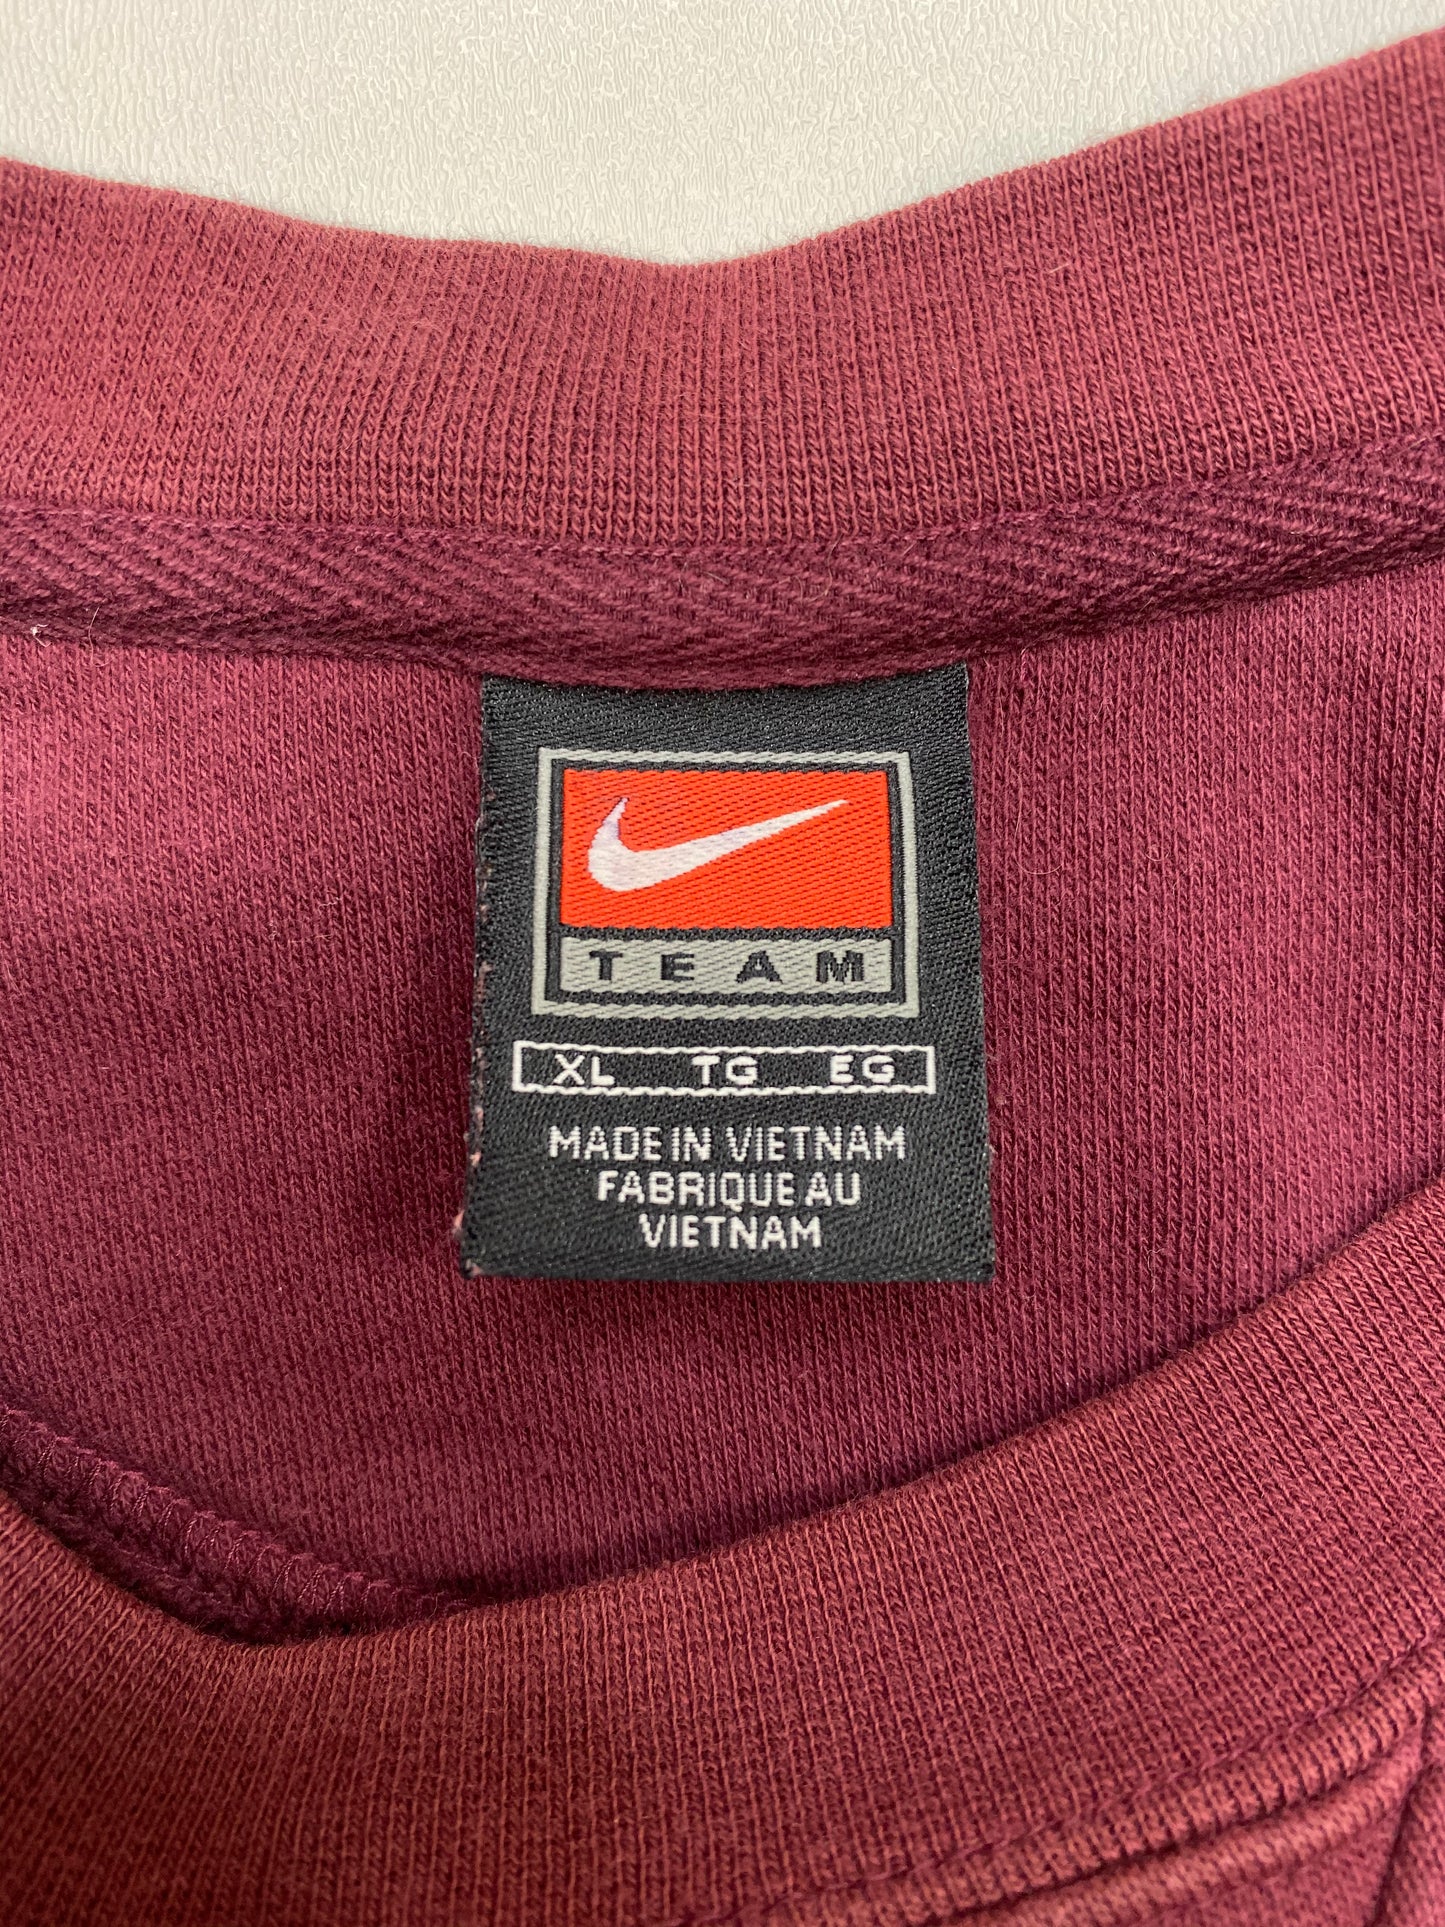 TEAM
XL TG EG
MADE IN VIETNAM
FABRIQUE AU
VIETNAM